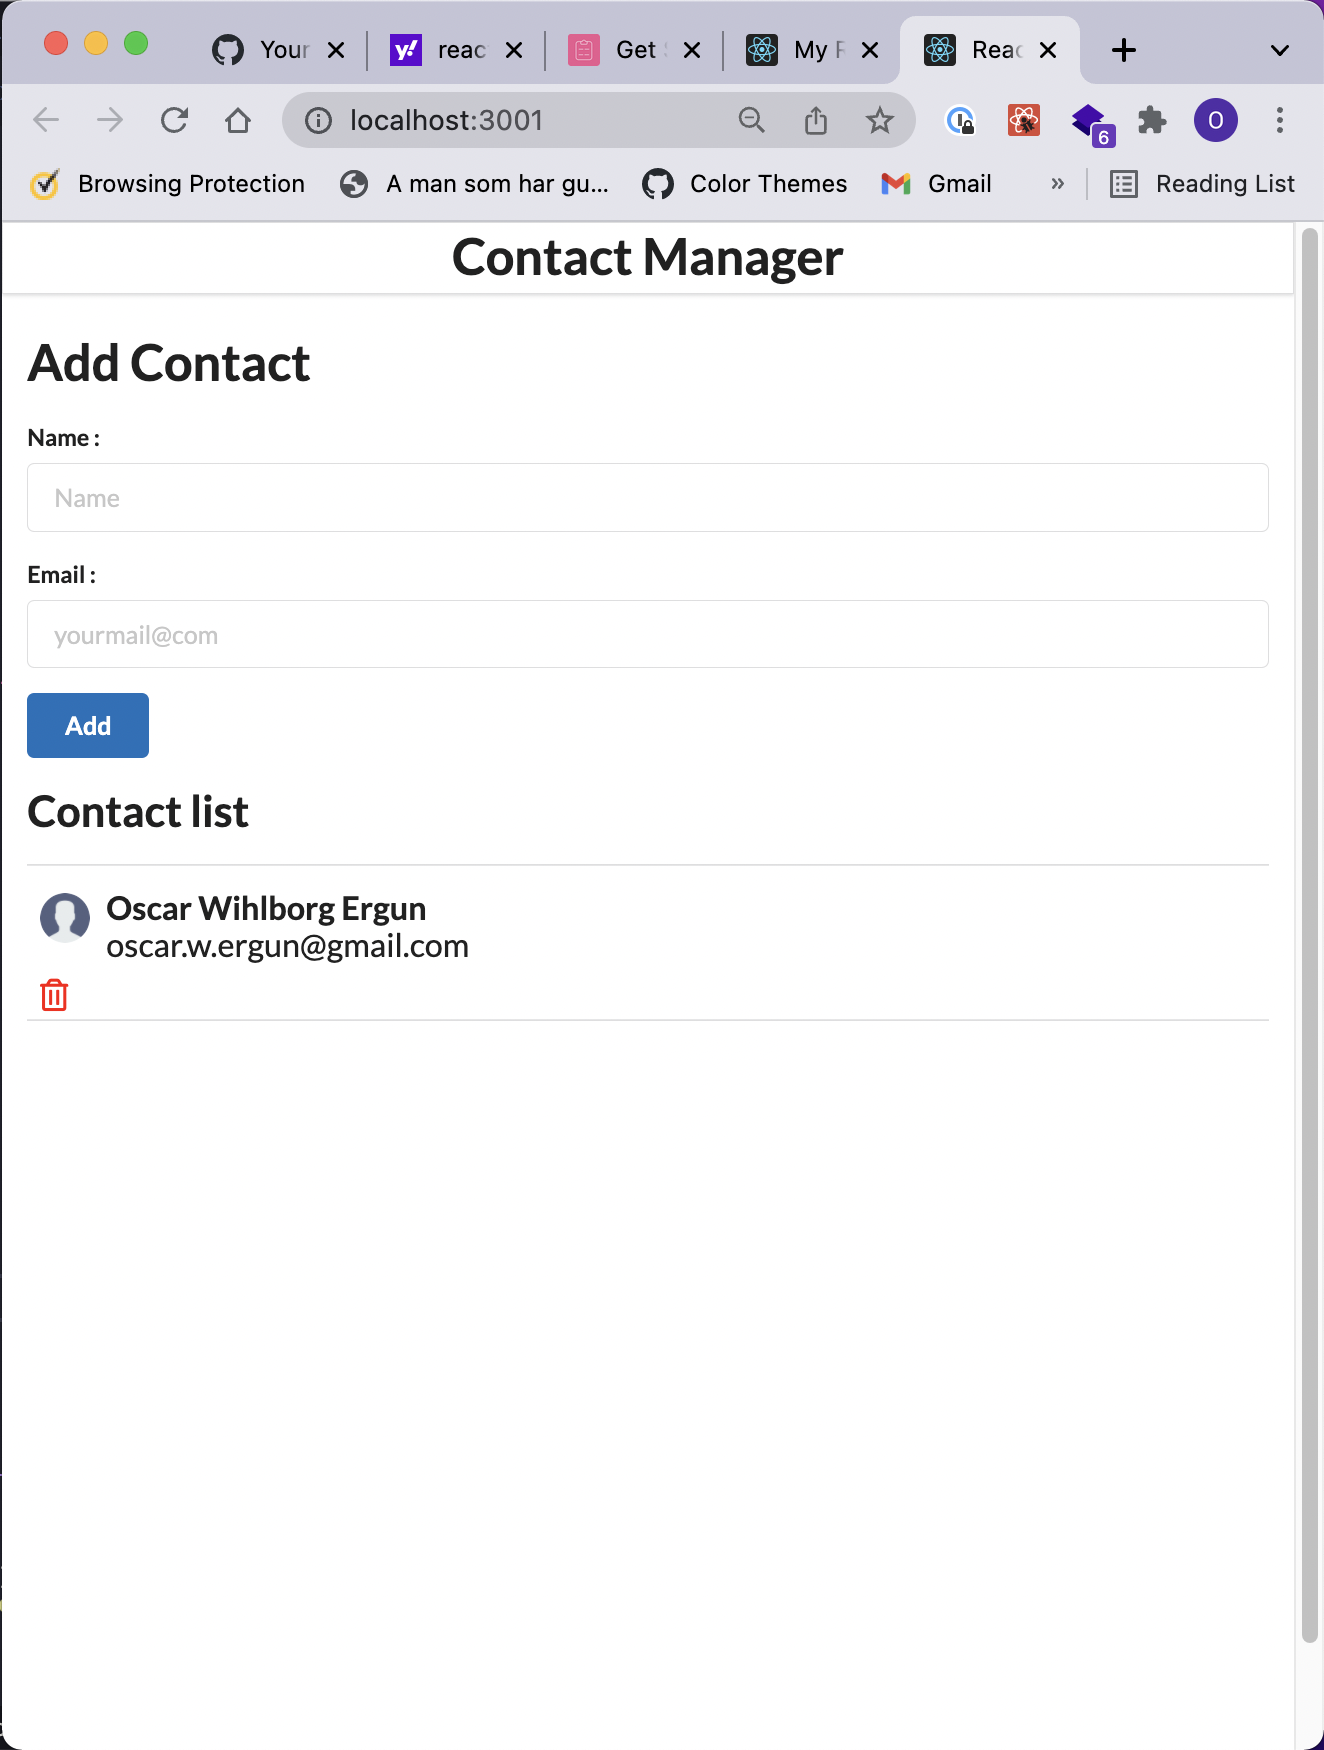 Your
reac
Get
My R
Reac
localhost:3001
6
O
Browsing Protection
A man som har gu...
Color Themes
Gmail
»
Reading List
Contact Manager
Add Contact
Name :
Name
Email :
yourmail@com
Add
Contact list
Oscar Wihlborg Ergun
oscar.w.ergun@gmail.com